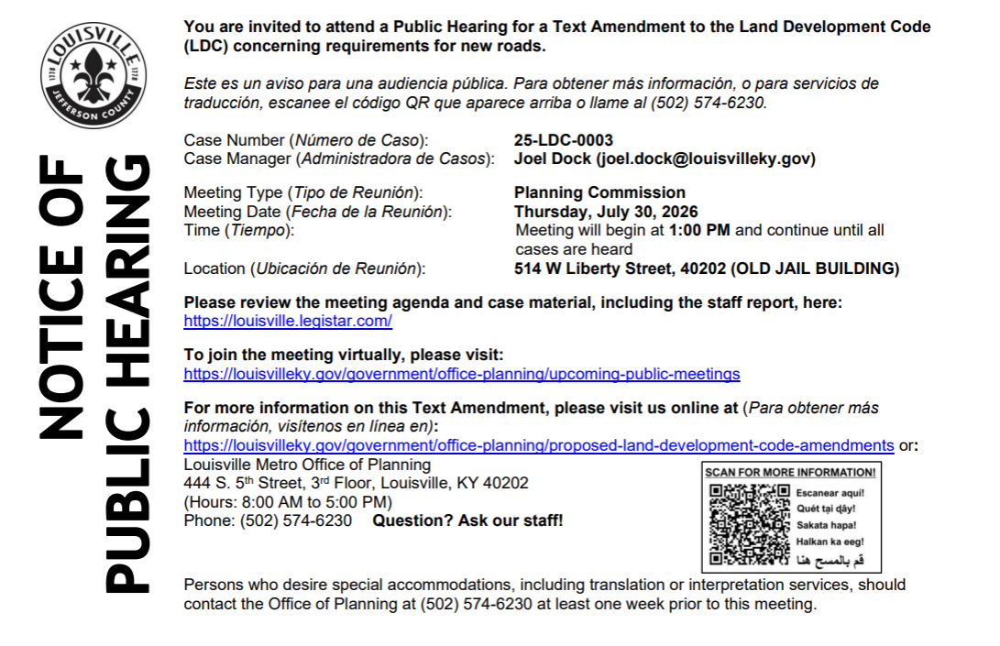 LOUISVILLE
1778 1778
JEFFERSON COUNTY
NOTICE OF
PUBLIC HEARING
You are invited to attend a Public Hearing for a Text Amendment to the Land Development Code
(LDC) concerning requirements for new roads.
Este es un aviso para una audiencia pública. Para obtener más información, o para servicios de
traducción, escanee el código QR que aparece arriba o llame al (502) 574-6230.
Case Number (Número de Caso): 25-LDC-0003
Case Manager (Administradora de Casos): Joel Dock (joel.dock@louisvilleky.gov)
Meeting Type (Tipo de Reunión): Planning Commission
Meeting Date (Fecha de la Reunión): Thursday, July 30, 2026
Time (Tiempo): Meeting will begin at 1:00 PM and continue until all
cases are heard
Location (Ubicación de Reunión): 514 W Liberty Street, 40202 (OLD JAIL BUILDING)
Please review the meeting agenda and case material, including the staff report, here:
https://louisville.legistar.com/
To join the meeting virtually, please visit:
https://louisvilleky.gov/government/office-planning/upcoming-public-meetings
For more information on this Text Amendment, please visit us online at (Para obtener más
información, visítenos en línea en):
https://louisvilleky.gov/government/office-planning/proposed-land-development-code-amendments or:
Louisville Metro Office of Planning
444 S. 5th Street, 3rd Floor, Louisville, KY 40202
(Hours: 8:00 AM to 5:00 PM)
Phone: (502) 574-6230 Question? Ask our staff!
SCAN FOR MORE INFORMATION!
Escanear aquí!
Quét tại đây!
Sakata hapa!
Halkan ka eeg!
قم بالمسح هنا
Persons who desire special accommodations, including translation or interpretation services, should
contact the Office of Planning at (502) 574-6230 at least one week prior to this meeting.